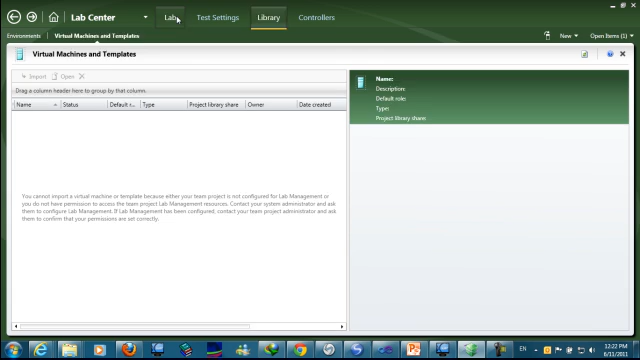 Lab Center
Lab
Test Settings
Library
Controllers
Environments
Virtual Machines and Templates
New
Open Items (1)
Virtual Machines and Templates
Import
Open
Drag a column header here to group by that column.
Name
Status
Default r...
Type
Project library share
Owner
Date created
You cannot import a virtual machine or template because either your team project is not configured for Lab Management or
you do not have permission to access the team project Lab Management resources. Contact your system administrator and ask
them to configure Lab Management. If Lab Management has been configured, contact your team project administrator and ask
them to confirm that your permissions are set correctly.
Name:
Description:
Default role:
Type:
Project library share:
EN
12:22 PM
6/11/2011